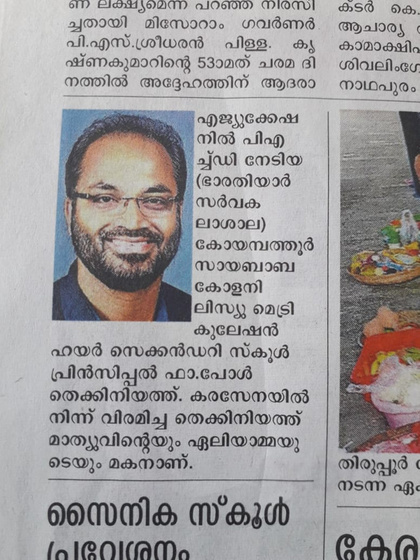 ണ ലക്ഷ്യമെന്ന് പറഞ്ഞ് നിരസി
ച്ചതായി മിസോറാം ഗവർണർ
പി.എസ്.ശ്രീധരൻ പിള്ള. കൃ
ഷ്ണകുമാറിന്റെ 53ാമത് ചരമ ദി
നത്തിൽ അദ്ദേഹത്തിന് ആദരാ
എജ്യുക്കേഷ
നിൽ പിഎ
ച്ച്ഡി നേടിയ
(ഭാരതിയാർ
സർവക
ലാശാല)
കോയമ്പത്തൂർ
സായബാബ
കോളനി
ലിസ്യു മെട്രി
കുലേഷൻ
ഹയർ സെക്കൻഡറി സ്കൂൾ
പ്രിൻസിപ്പൽ ഫാ.പോൾ
തെക്കിനിയത്ത്. കരസേനയിൽ
നിന്ന് വിരമിച്ച തെക്കിനിയത്ത്
മാത്യുവിന്റെയും ഏലിയാമ്മയു
ടെയും മകനാണ്.
സൈനിക സ്കൂൾ
പ്രവേശനം
ക്ടർ കെ.
ആചാര്യ
കാമാക്ഷിപ
ശിവലിംഗേ
നാഥപുരം
തിരുപ്പൂർ
നടന്ന ഏക
കേര